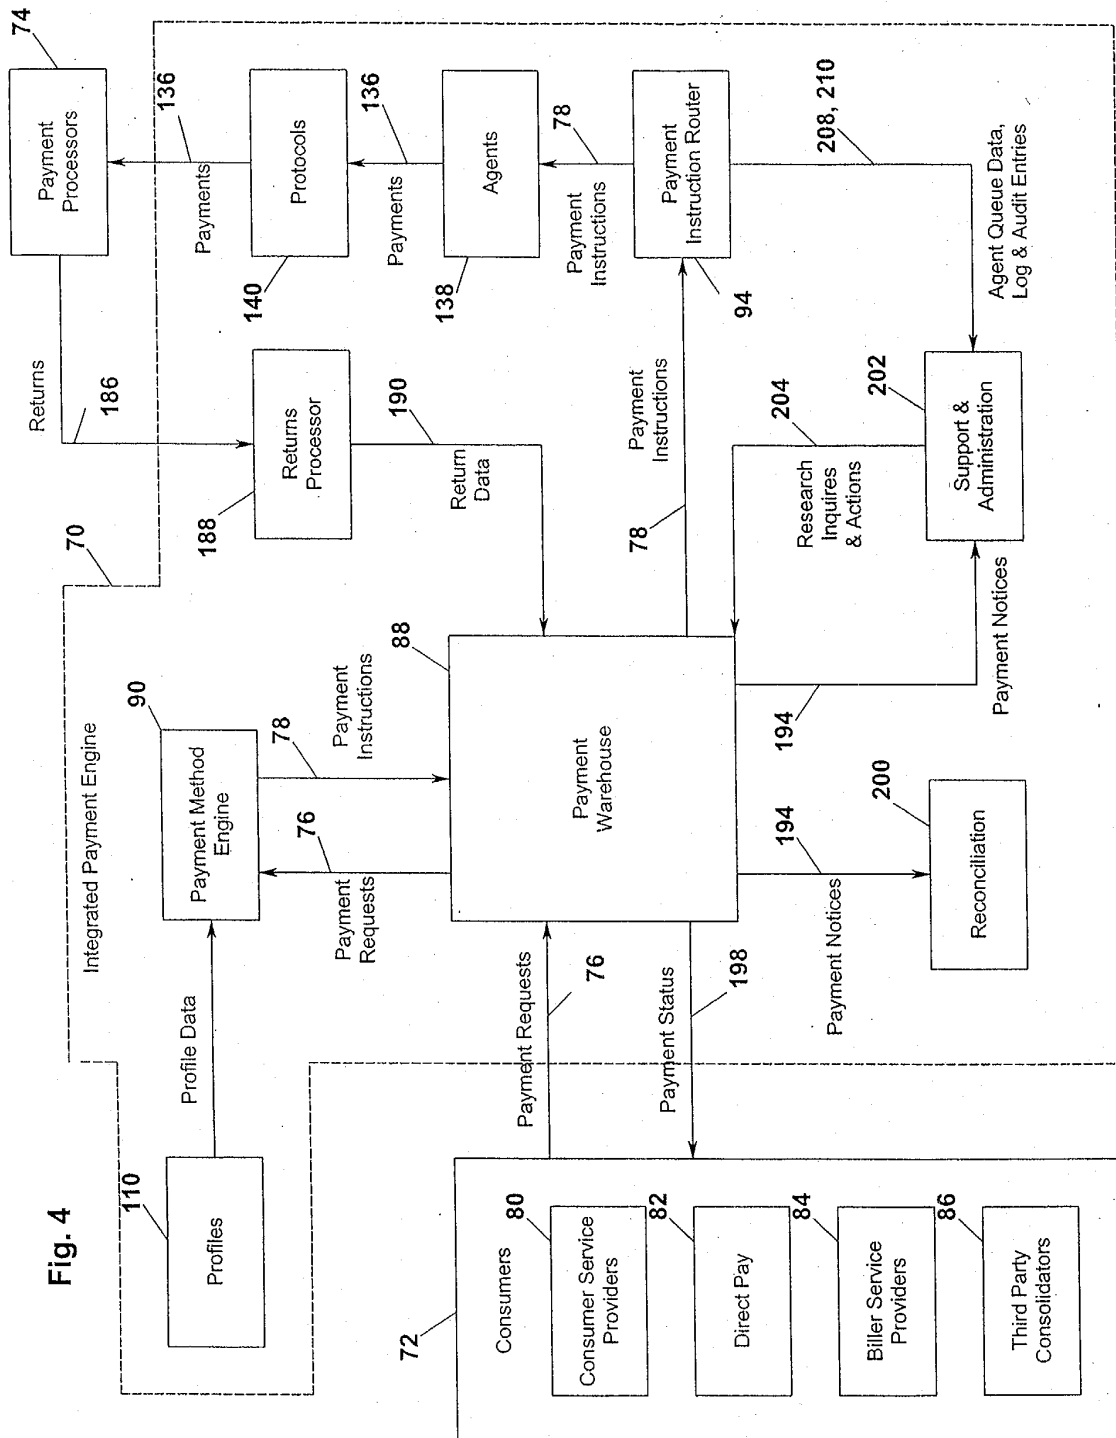 Fig. 4
110
Profiles
Profile Data
Integrated Payment Engine
70
90
Payment Method
Engine
76
Payment
Requests
78
Payment
Instructions
72
Consumers
80
Consumer Service
Providers
82
Direct Pay
84
Biller Service
Providers
86
Third Party
Consolidators
Payment Requests
76
Payment Status
198
88
Payment
Warehouse
Payment Notices
194
200
Reconciliation
194
Payment Notices
Returns
186
188
Returns
Processor
190
Return
Data
78
Payment
Instructions
204
Research
Inquires
& Actions
202
Support &
Administration
74
Payment
Processors
136
Payments
140
Protocols
136
Payments
138
Agents
78
Payment
Instructions
94
Payment
Instruction Router
208, 210
Agent Queue Data,
Log & Audit Entries